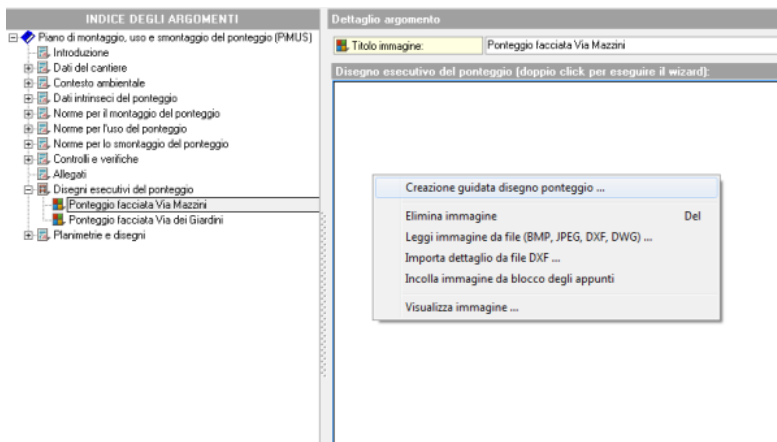 INDICE DEGLI ARGOMENTI
Piano di montaggio, uso e smontaggio del ponteggio (PiMUS)
Introduzione
Dati del cantiere
Contesto ambientale
Dati intrinseci del ponteggio
Norme per il montaggio del ponteggio
Norme per l'uso del ponteggio
Norme per lo smontaggio del ponteggio
Controlli e verifiche
Allegati
Disegni esecutivi del ponteggio
Ponteggio facciata Via Mazzini
Ponteggio facciata Via dei Giardini
Planimetrie e disegni
Dettaglio argomento
Titolo immagine: Ponteggio facciata Via Mazzini
Disegno esecutivo del ponteggio (doppio click per eseguire il wizard):
Creazione guidata disegno ponteggio ...
Elimina immagine Del
Leggi immagine da file (BMP, JPEG, DXF, DWG) ...
Importa dettaglio da file DXF ...
Incolla immagine da blocco degli appunti
Visualizza immagine ...